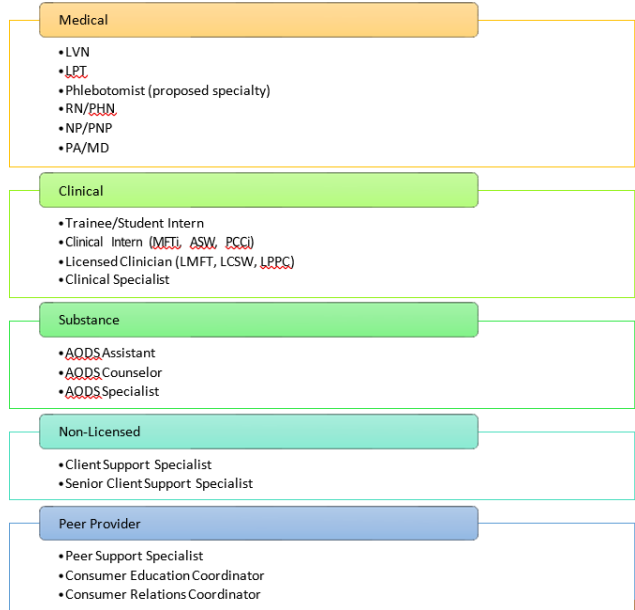 Medical
•LVN
•LPT
•Phlebotomist (proposed specialty)
•RN/PHN
•NP/PNP
•PA/MD
Clinical
•Trainee/Student Intern
•Clinical Intern (MFTi, ASW, PCCi)
•Licensed Clinician (LMFT, LCSW, LPPC)
•Clinical Specialist
Substance
•AODS Assistant
•AODS Counselor
•AODS Specialist
Non-Licensed
•Client Support Specialist
•Senior Client Support Specialist
Peer Provider
•Peer Support Specialist
•Consumer Education Coordinator
•Consumer Relations Coordinator